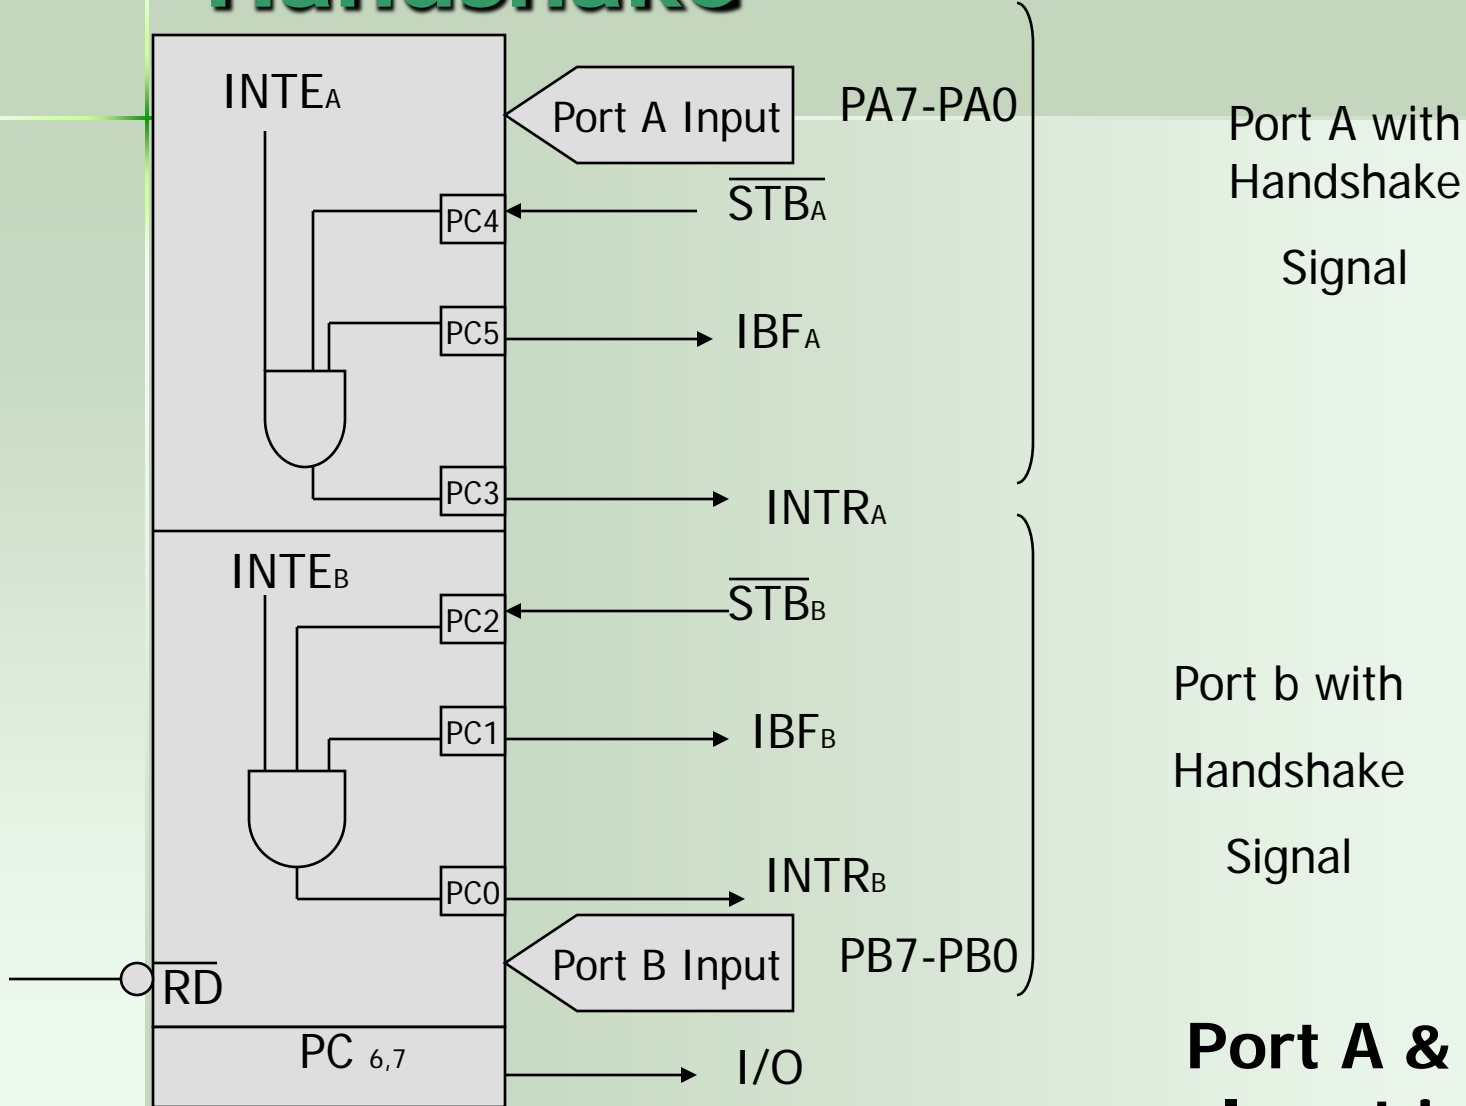 Handshake
INTEA
Port A Input
PA7-PA0
Port A with
Handshake
Signal
PC4
STBA
PC5
IBFA
PC3
INTRA
INTEB
PC2
STBB
PC1
IBFB
Port b with
Handshake
Signal
PC0
INTRB
Port B Input
PB7-PB0
RD
PC 6,7
I/O
Port A &